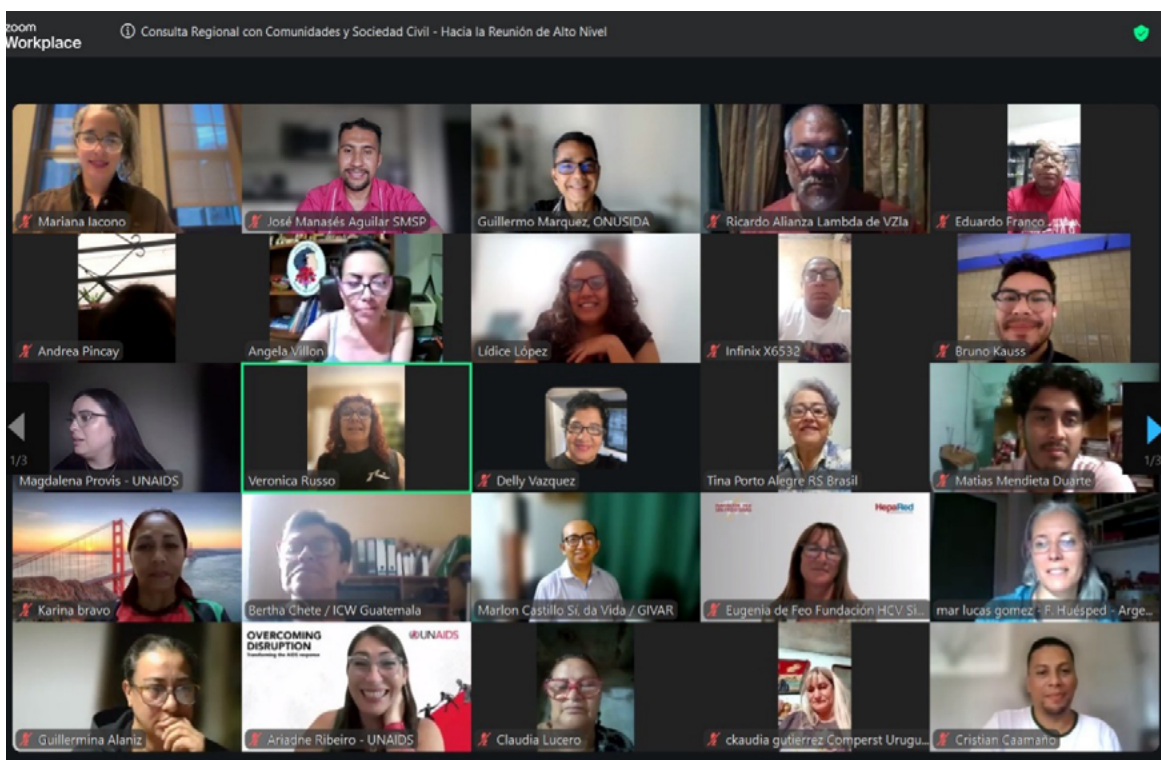 zoom
Workplace
Consulta Regional con Comunidades y Sociedad Civil - Hacia la Reunión de Alto Nivel
Mariana Iacono
José Manasés Aguilar SMSP
Guillermo Marquez, ONUSIDA
Ricardo Alianza Lambda de VZla
Eduardo Franco
Andrea Pincay
Angela Villon
Lídice López
Infinix X6532
Bruno Kauss
1/3
Magdalena Provis - UNAIDS
Veronica Russo
Delly Vazquez
Tina Porto Alegre RS Brasil
Matias Mendieta Duarte
1/3
HepaRed
Karina bravo
Bertha Chete / ICW Guatemala
Marlon Castillo Sí, da Vida / GIVAR
Eugenia de Feo Fundación HCV Si...
mar lucas gomez - F. Huésped - Arge...
OVERCOMING
DISRUPTION
Transforming the AIDS response
UNAIDS
Guillermina Alaniz
Ariadne Ribeiro - UNAIDS
Claudia Lucero
ckaudia gutierrez Comperst Urugu...
Cristian Caamaño